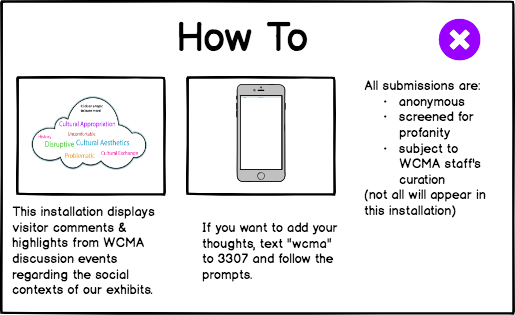 How To
History
Cultural Appropriation
Uncomfortable
Disruptive
Cultural Aesthetics
Problematic
Cultural Exchange
This installation displays
visitor comments &
highlights from WCMA
discussion events
regarding the social
contexts of our exhibits.
If you want to add your
thoughts, text "wcma"
to 3307 and follow the
prompts.
All submissions are:
· anonymous
· screened for
profanity
· subject to
WCMA staff's
curation
(not all will appear in
this installation)